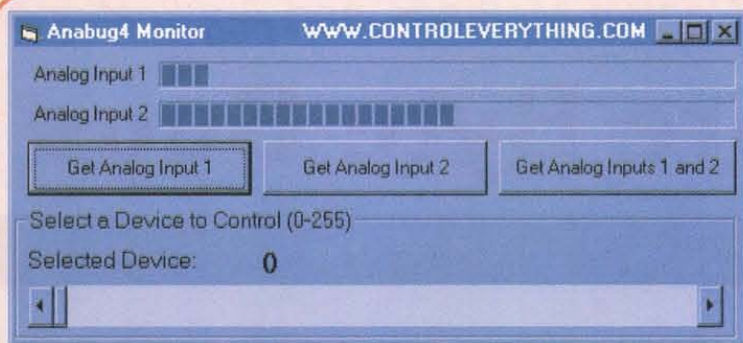 Anabug4 Monitor WWW.CONTROLEVERYTHING.COM
Analog Input 1
Analog Input 2
Get Analog Input 1 Get Analog Input 2 Get Analog Inputs 1 and 2
Select a Device to Control (0-255)
Selected Device: 0